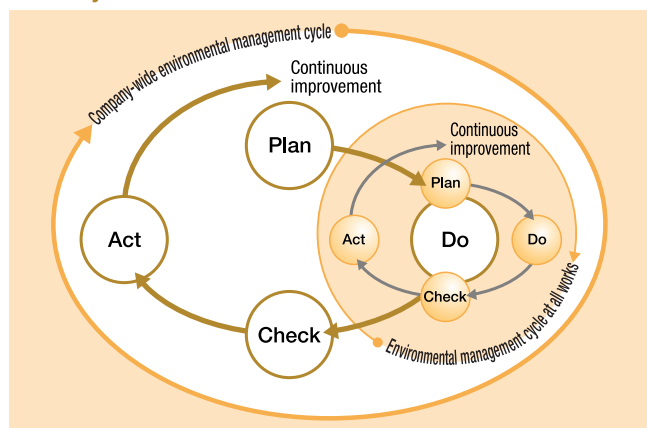 Company-wide environmental management cycle
Continuous
improvement
Plan
Continuous
improvement
Plan
Act
Act
Do
Do
Check
Check
Environmental management cycle at all works